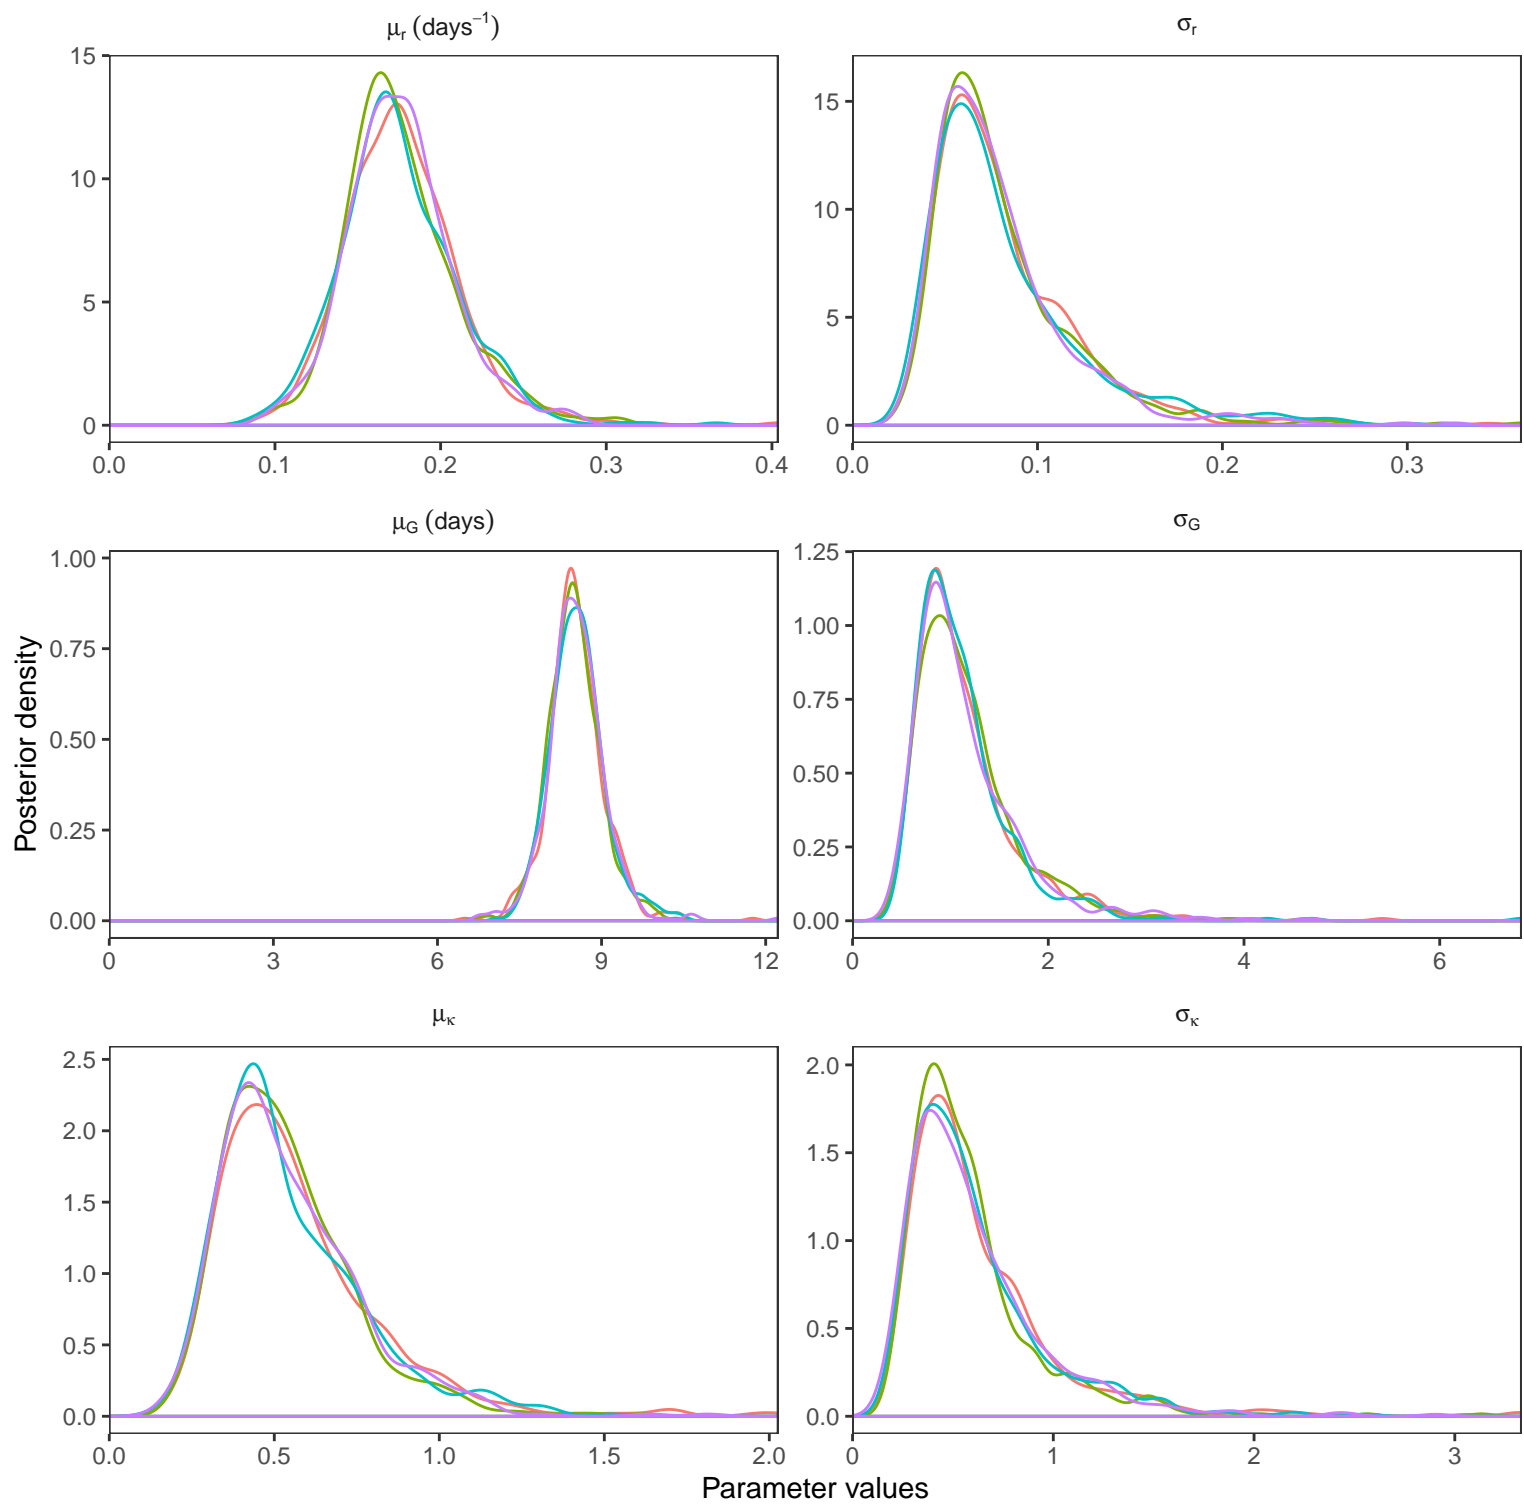 μr (days−1)
σr
15
10
5
0
0.0 0.1 0.2 0.3 0.4
15
10
5
0
0.0 0.1 0.2 0.3
μG (days)
σG
1.00
0.75
0.50
0.25
0.00
0 3 6 9 12
1.25
1.00
0.75
0.50
0.25
0.00
0 2 4 6
Posterior density
μκ
σκ
2.5
2.0
1.5
1.0
0.5
0.0
0.0 0.5 1.0 1.5 2.0
2.0
1.5
1.0
0.5
0.0
0 1 2 3
Parameter values